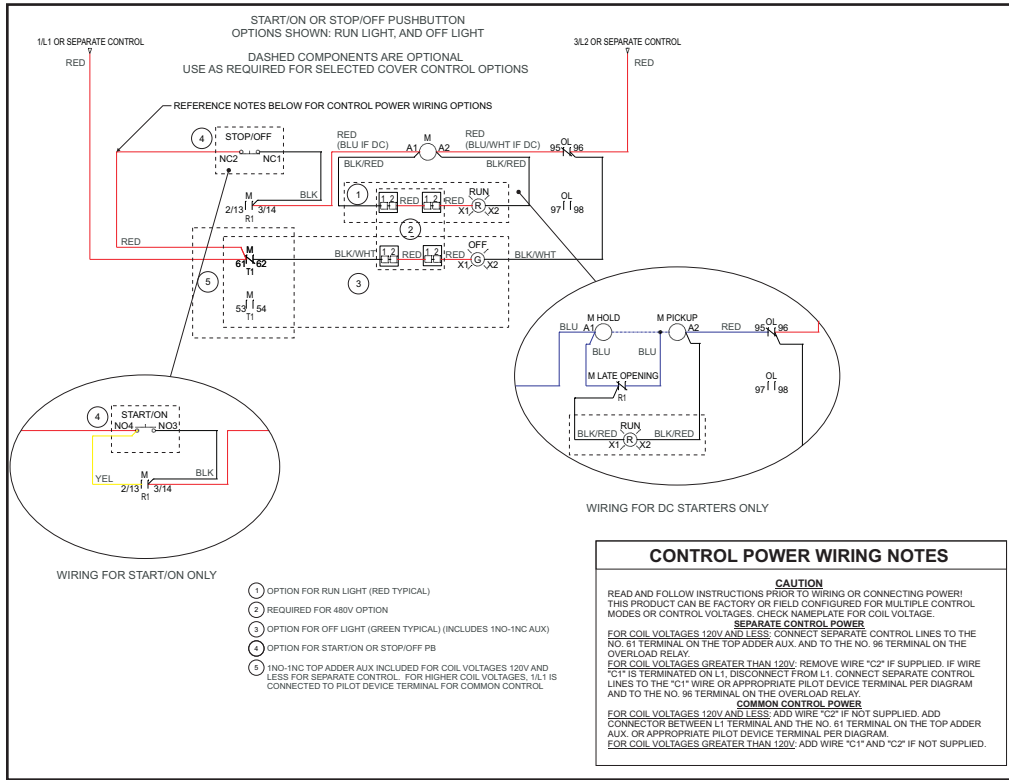 START/ON OR STOP/OFF PUSHBUTTON
OPTIONS SHOWN: RUN LIGHT, AND OFF LIGHT
1/L1 OR SEPARATE CONTROL
3/L2 OR SEPARATE CONTROL
DASHED COMPONENTS ARE OPTIONAL
USE AS REQUIRED FOR SELECTED COVER CONTROL OPTIONS
RED
RED
REFERENCE NOTES BELOW FOR CONTROL POWER WIRING OPTIONS
4
STOP/OFF
NC2
NC1
RED
(BLU IF DC)
M
A1
A2
RED
(BLU/WHT IF DC)
OL
95
96
BLK/RED
BLK/RED
M
2/13
3/14
R1
BLK
1
1 2
RED
1 2
RED
RUN
X1
R
X2
OL
97
98
2
RED
M
61
62
T1
BLK/WHT
1 2
RED
1 2
RED
OFF
X1
G
X2
BLK/WHT
5
3
M
53
54
T1
BLU
M HOLD
A1
M PICKUP
A2
RED
OL
95
96
BLU
BLU
M LATE OPENING
R1
OL
97
98
BLK/RED
RUN
X1
R
X2
BLK/RED
4
START/ON
NO4
NO3
YEL
M
2/13
3/14
R1
BLK
WIRING FOR DC STARTERS ONLY
WIRING FOR START/ON ONLY
1 OPTION FOR RUN LIGHT (RED TYPICAL)
2 REQUIRED FOR 480V OPTION
3 OPTION FOR OFF LIGHT (GREEN TYPICAL) (INCLUDES 1NO-1NC AUX)
4 OPTION FOR START/ON OR STOP/OFF PB
5 1NO-1NC TOP ADDER AUX INCLUDED FOR COIL VOLTAGES 120V AND
LESS FOR SEPARATE CONTROL. FOR HIGHER COIL VOLTAGES, 1/L1 IS
CONNECTED TO PILOT DEVICE TERMINAL FOR COMMON CONTROL
CONTROL POWER WIRING NOTES
CAUTION
READ AND FOLLOW INSTRUCTIONS PRIOR TO WIRING OR CONNECTING POWER!
THIS PRODUCT CAN BE FACTORY OR FIELD CONFIGURED FOR MULTIPLE CONTROL
MODES OR CONTROL VOLTAGES. CHECK NAMEPLATE FOR COIL VOLTAGE.
SEPARATE CONTROL POWER
FOR COIL VOLTAGES 120V AND LESS: CONNECT SEPARATE CONTROL LINES TO THE
NO. 61 TERMINAL ON THE TOP ADDER AUX. AND TO THE NO. 96 TERMINAL ON THE
OVERLOAD RELAY.
FOR COIL VOLTAGES GREATER THAN 120V: REMOVE WIRE "C2" IF SUPPLIED. IF WIRE
"C1" IS TERMINATED ON L1, DISCONNECT FROM L1. CONNECT SEPARATE CONTROL
LINES TO THE "C1" WIRE OR APPROPRIATE PILOT DEVICE TERMINAL PER DIAGRAM
AND TO THE NO. 96 TERMINAL ON THE OVERLOAD RELAY.
COMMON CONTROL POWER
FOR COIL VOLTAGES 120V AND LESS: ADD WIRE "C2" IF NOT SUPPLIED. ADD
CONNECTOR BETWEEN L1 TERMINAL AND THE NO. 61 TERMINAL ON THE TOP ADDER
AUX. OR APPROPRIATE PILOT DEVICE TERMINAL PER DIAGRAM.
FOR COIL VOLTAGES GREATER THAN 120V: ADD WIRE "C1" AND "C2" IF NOT SUPPLIED.